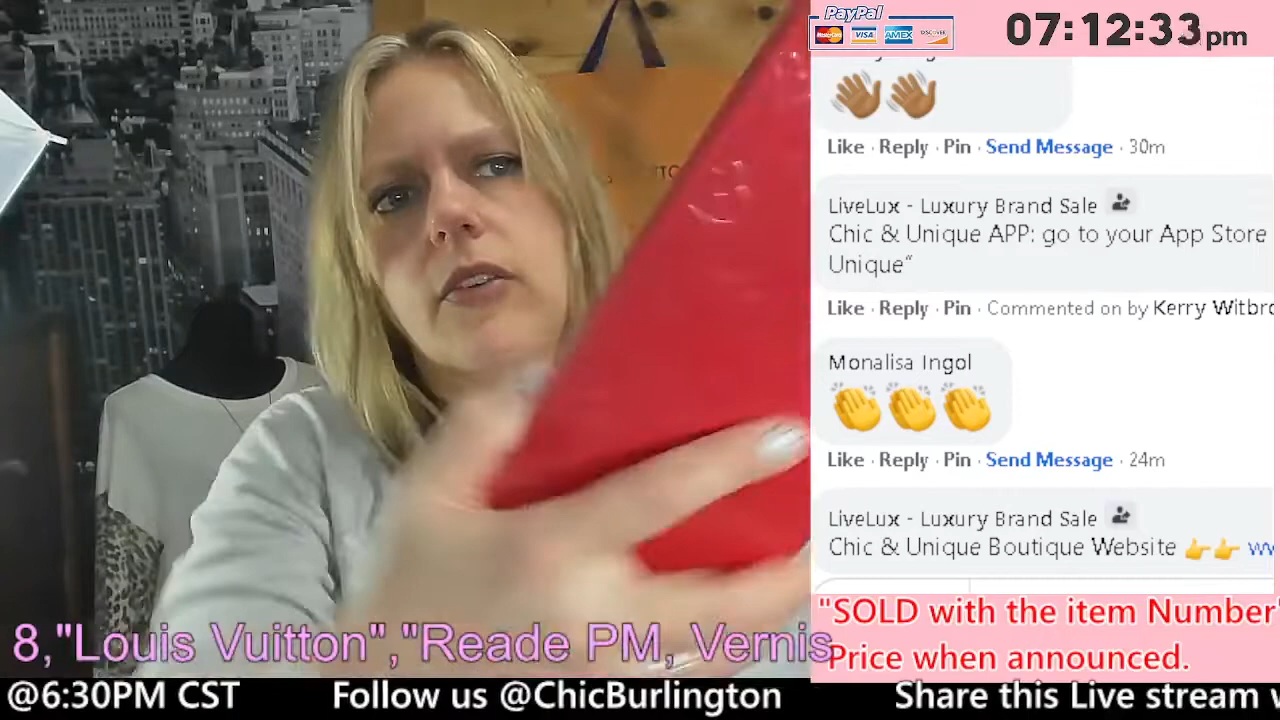 PayPal
MasterCard VISA AMEX DISCOVER
07:12:33pm
Like · Reply · Pin · Send Message · 30m
LiveLux - Luxury Brand Sale
Chic & Unique APP: go to your App Store
Unique“
Like · Reply · Pin · Commented on by Kerry Witbro
Monalisa Ingol
Like · Reply · Pin · Send Message · 24m
LiveLux - Luxury Brand Sale
Chic & Unique Boutique Website 👉👉 ww
"SOLD with the item Number"
Price when announced.
8,"Louis Vuitton","Reade PM, Vernis
@6:30PM CST Follow us @ChicBurlington Share this Live stream w